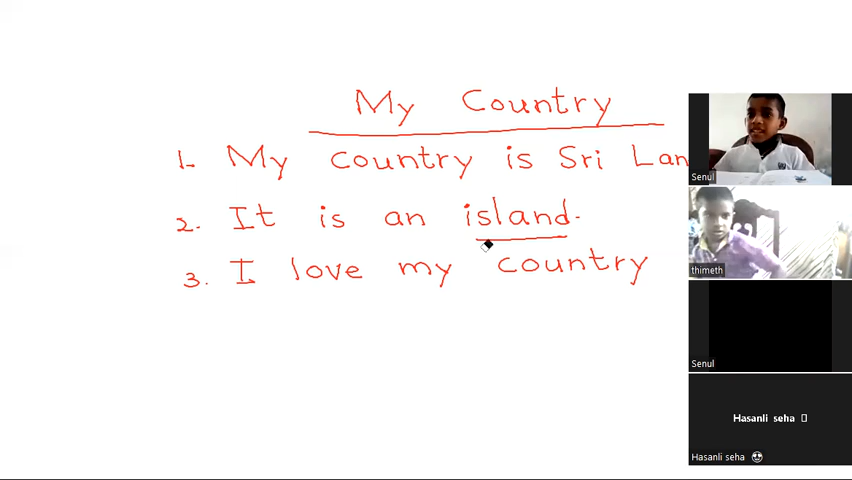 My Country
1. My country is Sri Lan
2. It is an island.
3. I love my country
Senul
thimeth
Senul
Hasanli seha
Hasanli seha